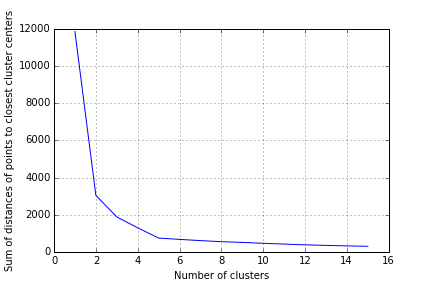 Sum of distances of points to closest cluster centers
12000
10000
8000
6000
4000
2000
0
0 2 4 6 8 10 12 14 16
Number of clusters